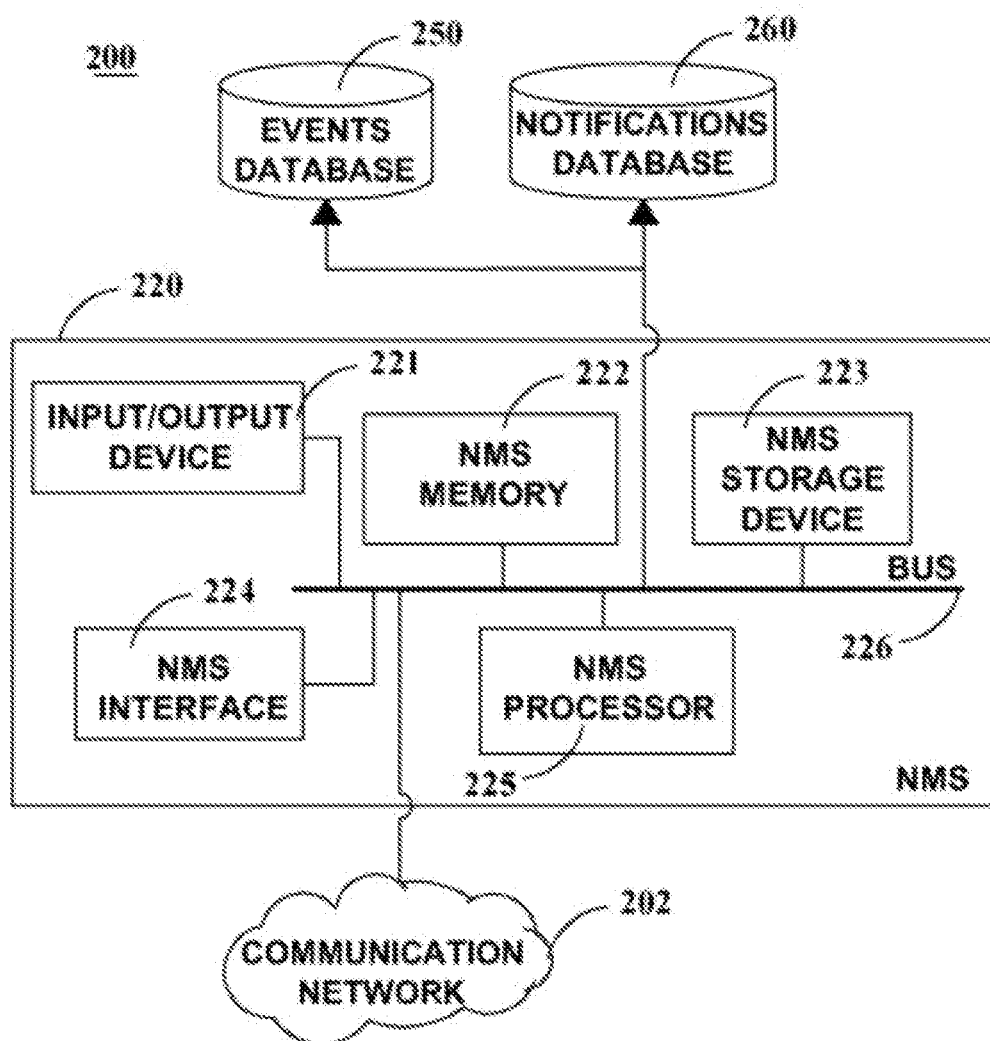 200
250
260
EVENTS
DATABASE
NOTIFICATIONS
DATABASE
220
221
222
223
INPUT/OUTPUT
DEVICE
NMS
MEMORY
NMS
STORAGE
DEVICE
BUS
224
226
NMS
INTERFACE
NMS
PROCESSOR
225
NMS
202
COMMUNICATION
NETWORK